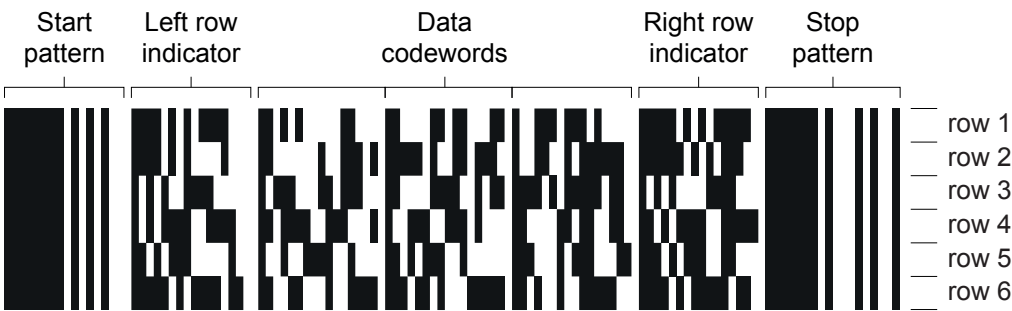 Start
pattern
Left row
indicator
Data
codewords
Right row
indicator
Stop
pattern
row 1
row 2
row 3
row 4
row 5
row 6